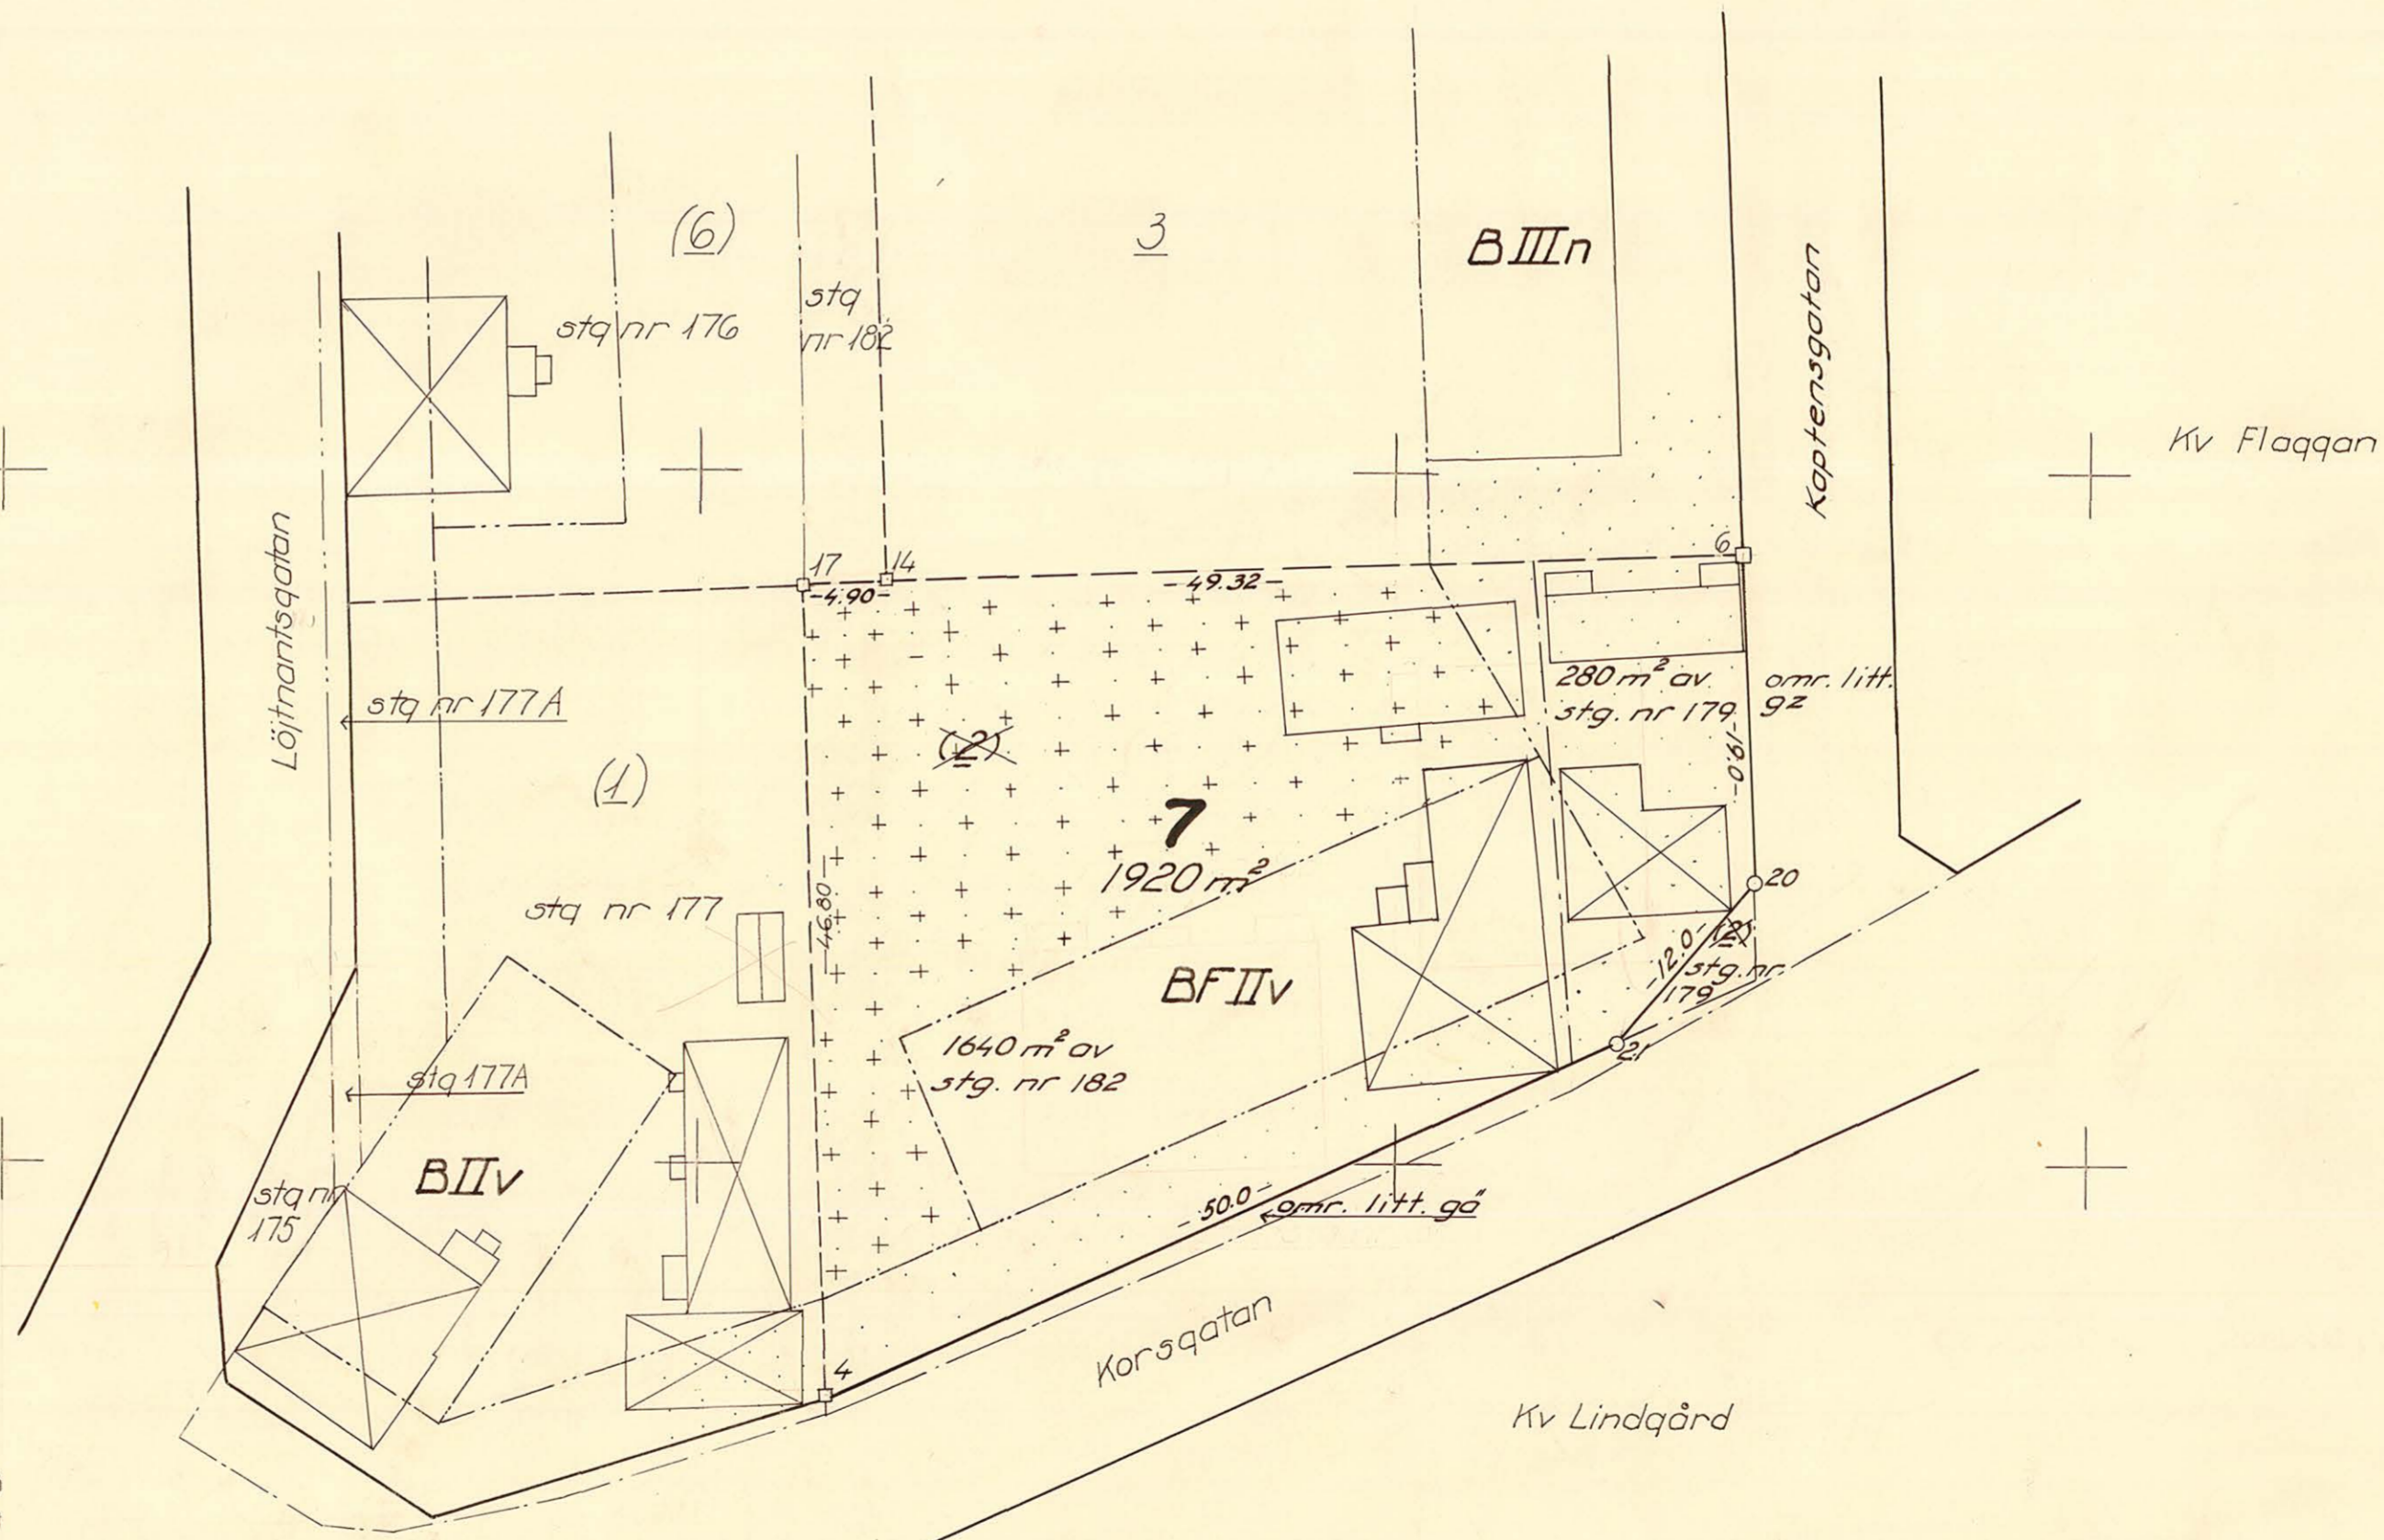 (6)
3
BIIIn
stg nr 176
stg
nr 182
Kaptensgatan
Kv Flaggan
Löjtnantsgatan
17
14
6
-4.90-
-49.32-
stg nr 177A
(2)
280 m² av
stg. nr 179
omr. litt.
gz
-19.0-
(1)
7
1920 m²
stg nr 177
-46.80-
20
-12.0-
(2)
stg. nr
179
BFIIv
21
1640 m² av
stg. nr 182
stg 177A
BIIv
stg nr
175
-50.0-
omr. litt. gä
4
Korsgatan
Kv Lindgård